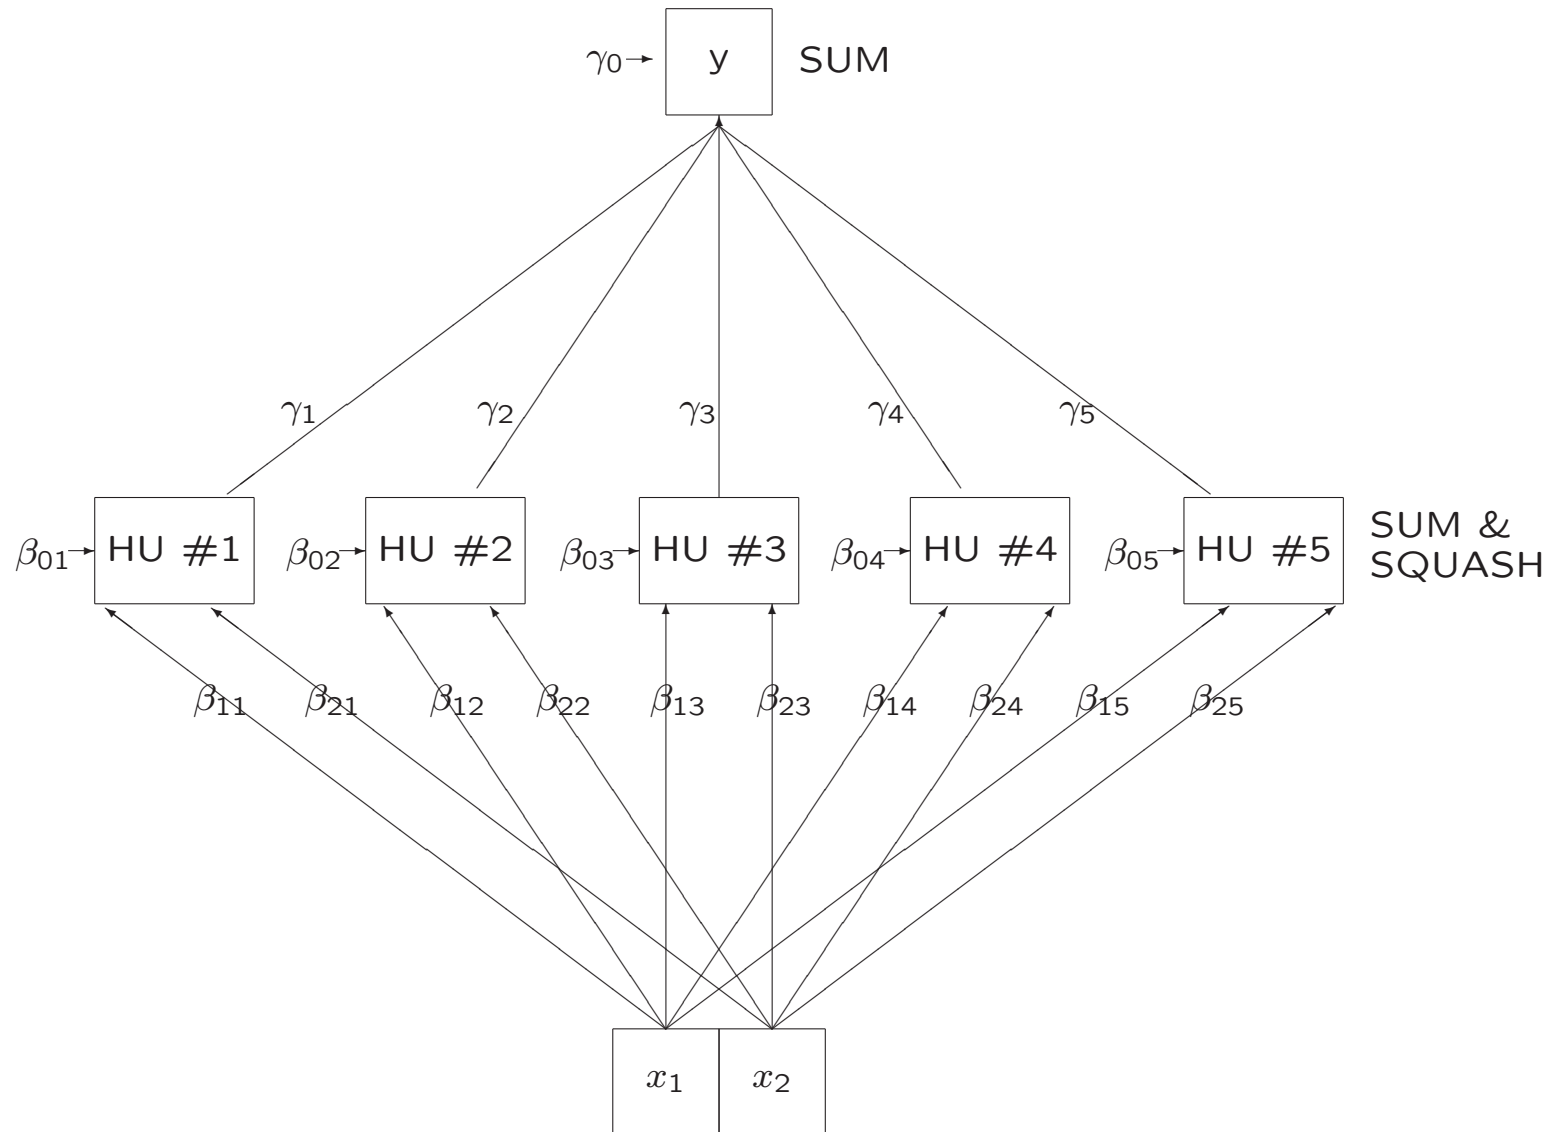 γ₀ y SUM
γ₁ γ₂ γ₃ γ₄ γ₅
β₀₁ HU #1 β₀₂ HU #2 β₀₃ HU #3 β₀₄ HU #4 β₀₅ HU #5 SUM &
SQUASH
β₁₁ β₂₁ β₁₂ β₂₂ β₁₃ β₂₃ β₁₄ β₂₄ β₁₅ β₂₅
x₁ x₂